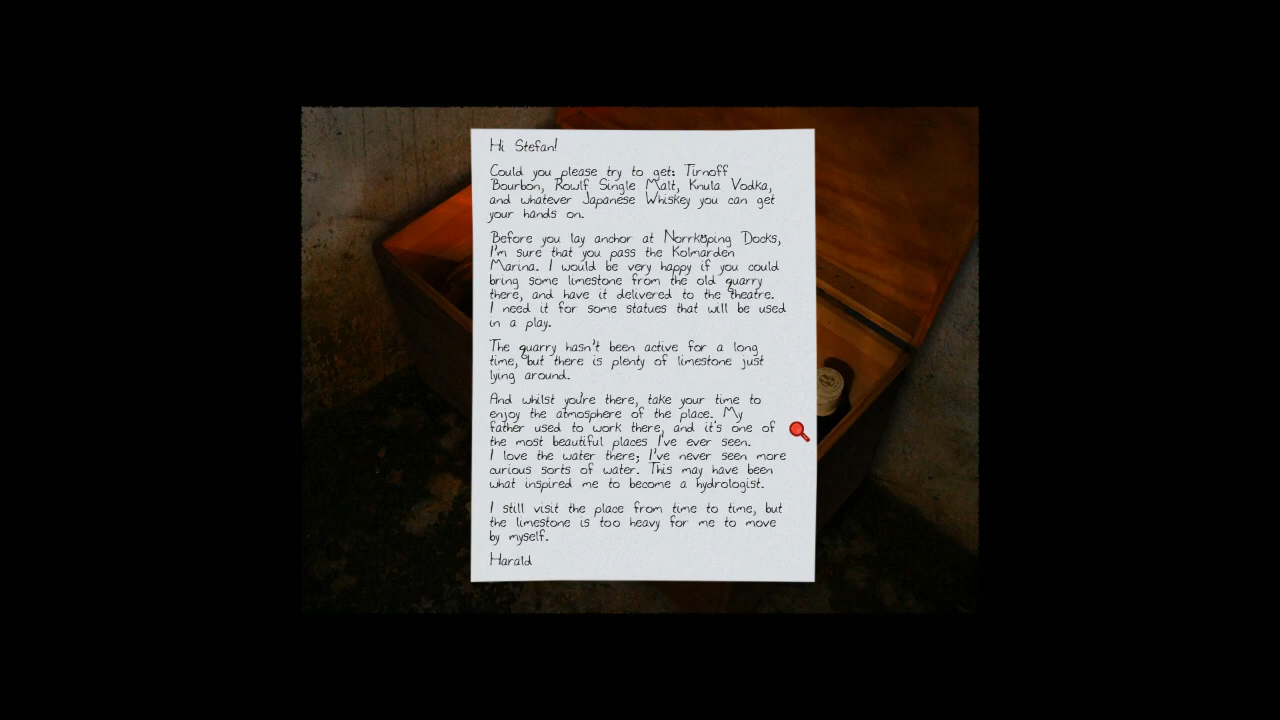 Hi Stefan!
Could you please try to get: Tirnoff
Bourbon, Rowlf Single Malt, Knula Vodka,
and whatever Japanese Whiskey you can get
your hands on.
Before you lay anchor at Norrköping Docks,
I'm sure that you pass the Kolmarden
Marina. I would be very happy if you could
bring some limestone from the old quarry
there, and have it delivered to the theatre.
I need it for some statues that will be used
in a play.
The quarry hasn't been active for a long
time, but there is plenty of limestone just
lying around.
And whilst you're there, take your time to
enjoy the atmosphere of the place. My
father used to work there, and it's one of
the most beautiful places I've ever seen.
I love the water there; I've never seen more
curious sorts of water. This may have been
what inspired me to become a hydrologist.
I still visit the place from time to time, but
the limestone is too heavy for me to move
by myself.
Harald